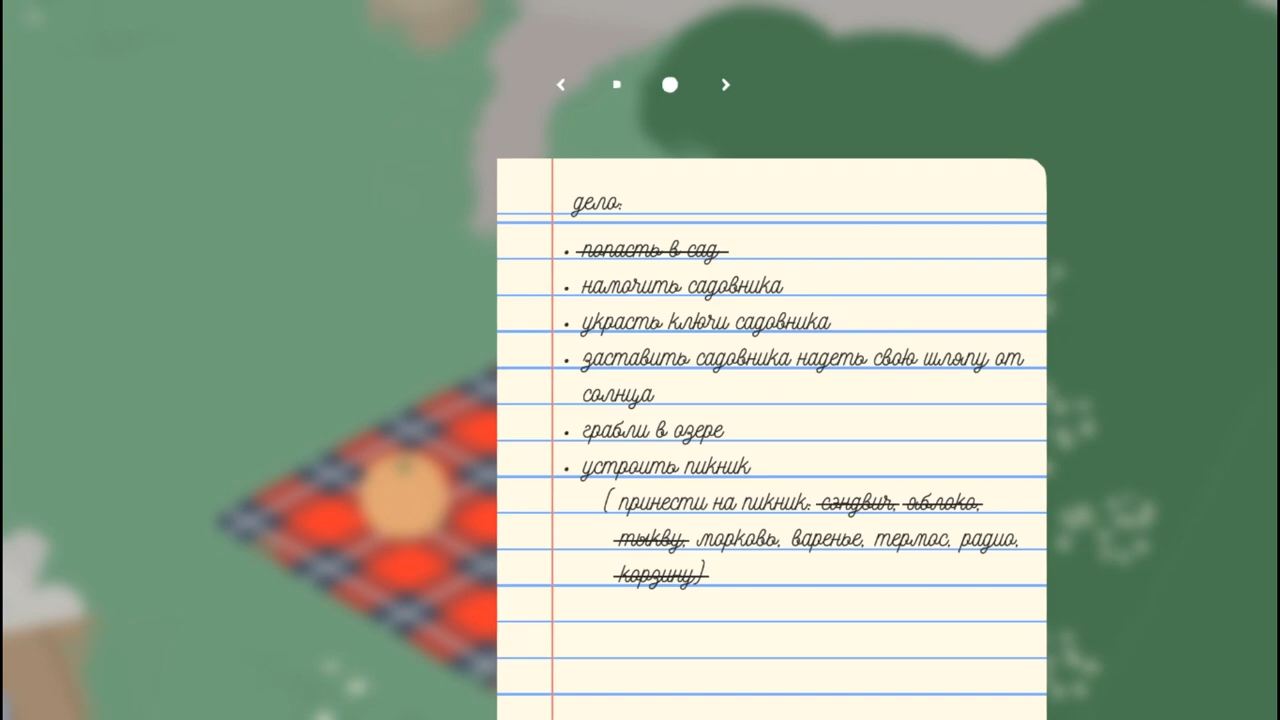 дело:
• попасть в сад
• намочить садовника
• украсть ключи садовника
• заставить садовника надеть свою шляпу от
солнца
• грабли в озере
• устроить пикник
( принести на пикник: сэндвич, яблоко,
тыкву, морковь, варенье, термос, радио,
корзину)